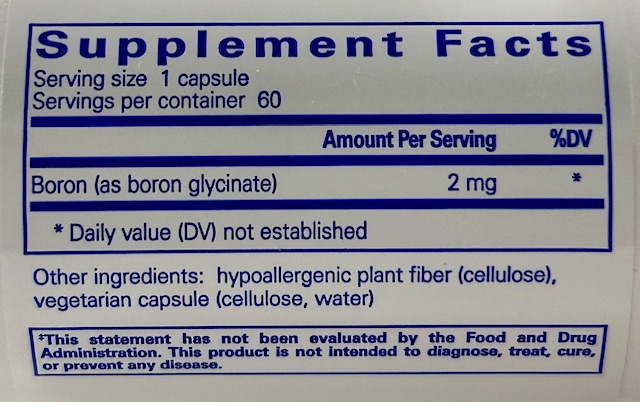 Supplement Facts
Serving size 1 capsule
Servings per container 60
Amount Per Serving %DV
Boron (as boron glycinate) 2 mg *
* Daily value (DV) not established
Other ingredients: hypoallergenic plant fiber (cellulose),
vegetarian capsule (cellulose, water)
‡This statement has not been evaluated by the Food and Drug
Administration. This product is not intended to diagnose, treat, cure,
or prevent any disease.